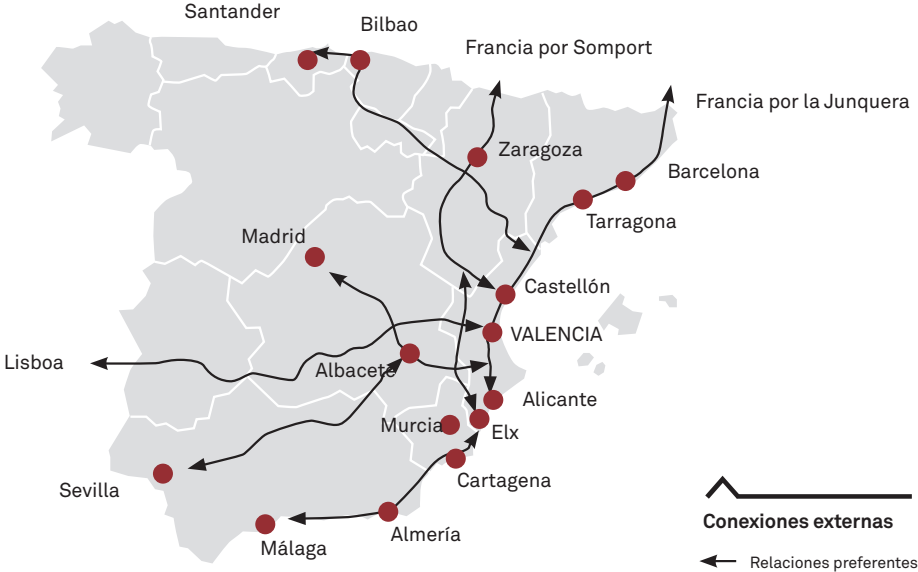 Santander
Bilbao
Francia por Somport
Francia por la Junquera
Zaragoza
Barcelona
Tarragona
Madrid
Castellón
VALENCIA
Lisboa
Albacete
Alicante
Murcia
Elx
Cartagena
Sevilla
Almería
Málaga
Conexiones externas
Relaciones preferentes